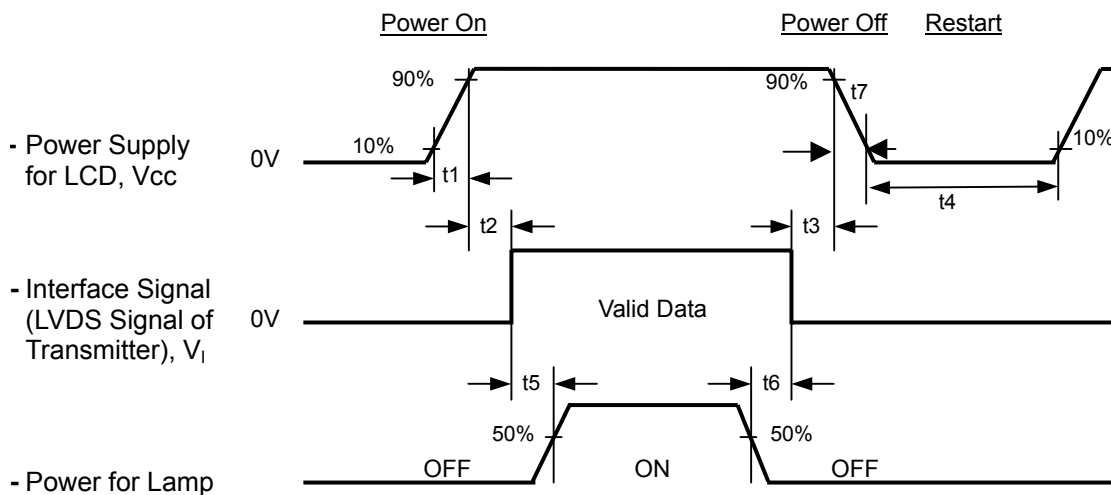 Power On
Power Off
Restart
90%
90%
t7
- Power Supply
for LCD, Vcc
0V
10%
10%
t1
t4
t2
t3
- Interface Signal
(LVDS Signal of
Transmitter), VI
0V
Valid Data
t5
t6
50%
50%
- Power for Lamp
OFF
ON
OFF